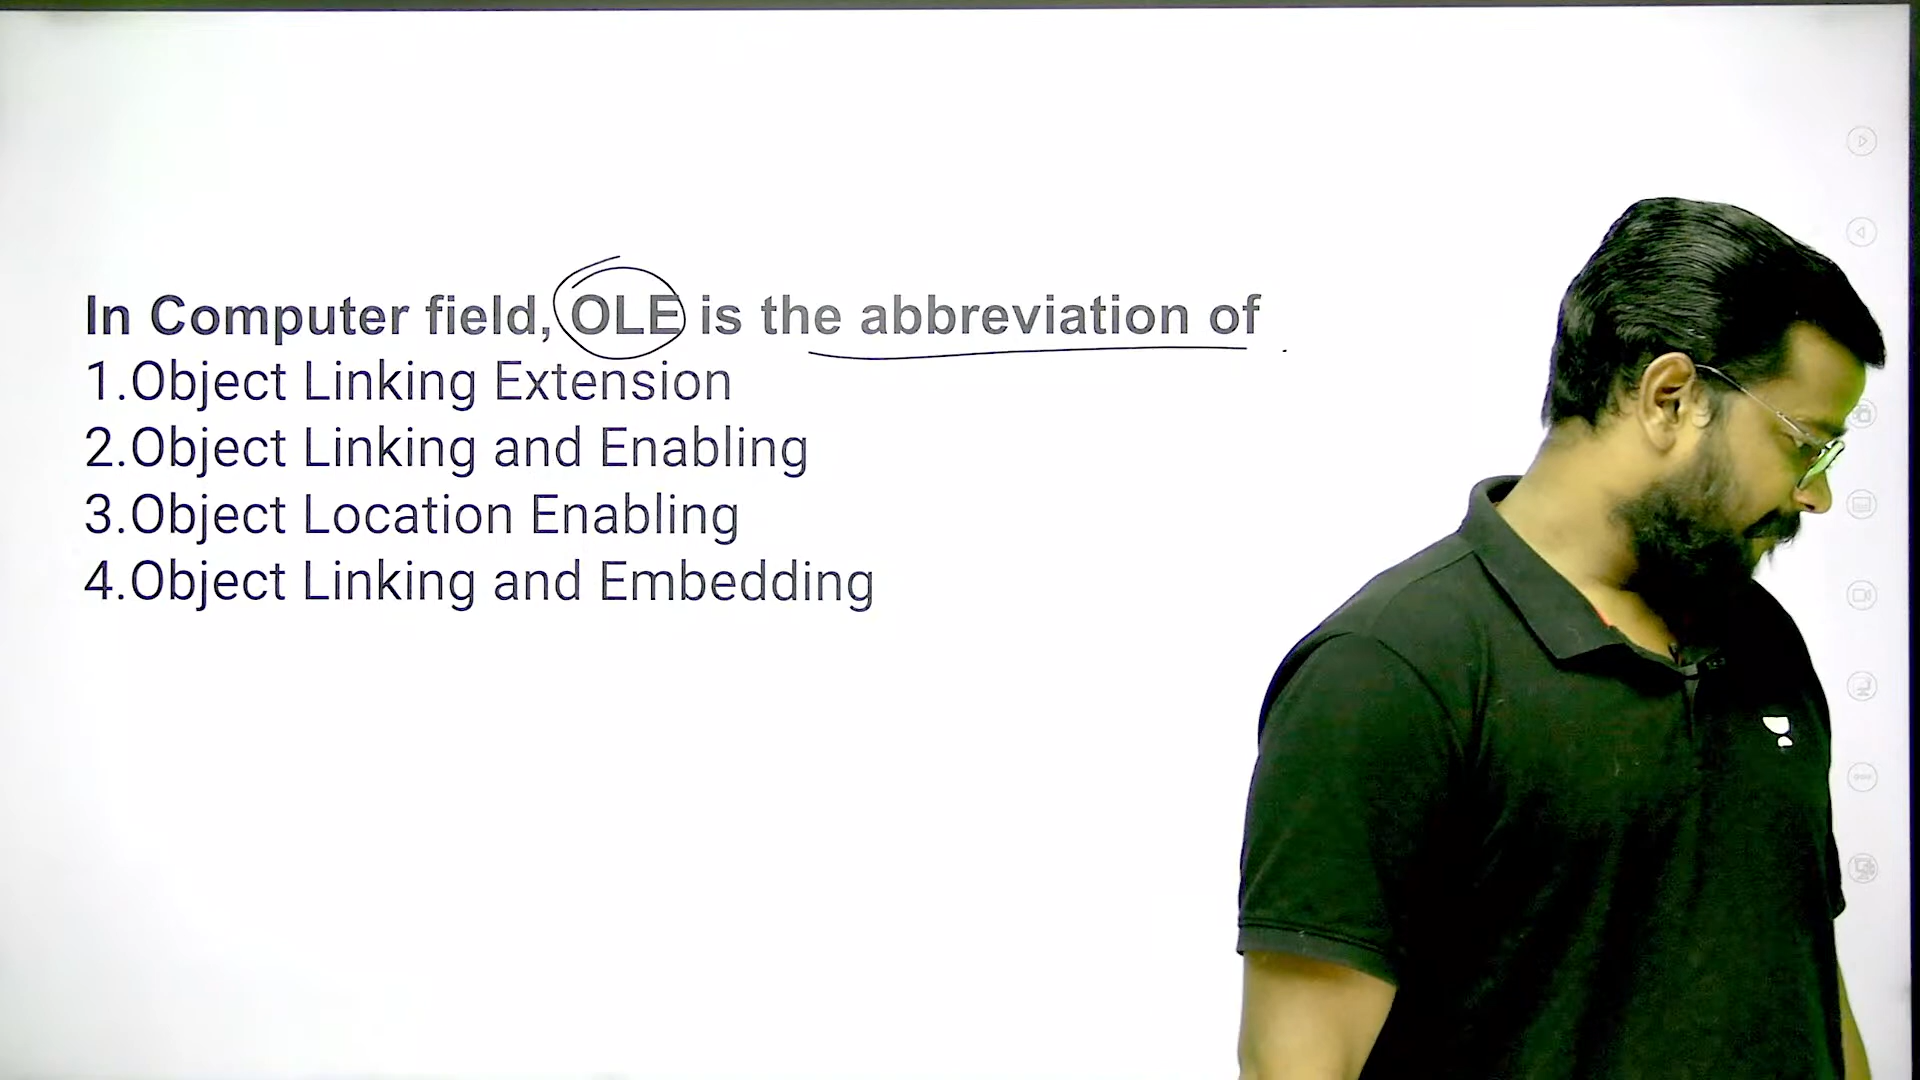 In Computer field, OLE is the abbreviation of
1.Object Linking Extension
2.Object Linking and Enabling
3.Object Location Enabling
4.Object Linking and Embedding